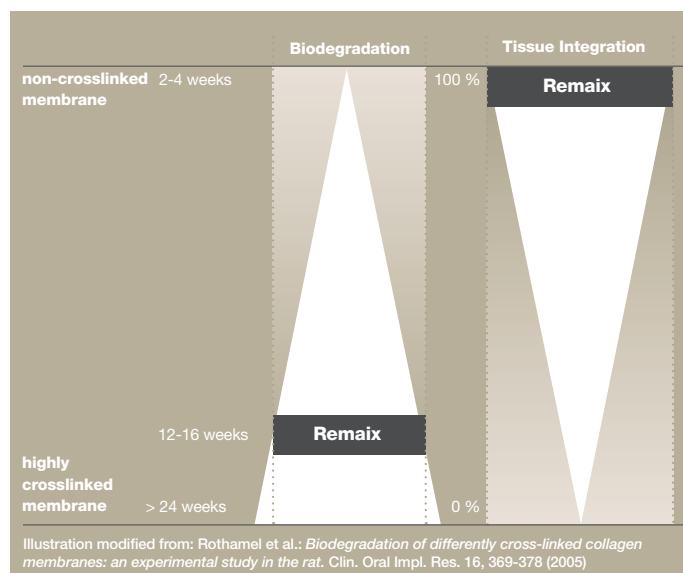 Biodegradation
Tissue Integration
non-crosslinked 2-4 weeks
membrane
100 %
Remaix
12-16 weeks
Remaix
highly
crosslinked
membrane > 24 weeks
0 %
Illustration modified from: Rothamel et al.: Biodegradation of differently cross-linked collagen
membranes: an experimental study in the rat. Clin. Oral Impl. Res. 16, 369-378 (2005)